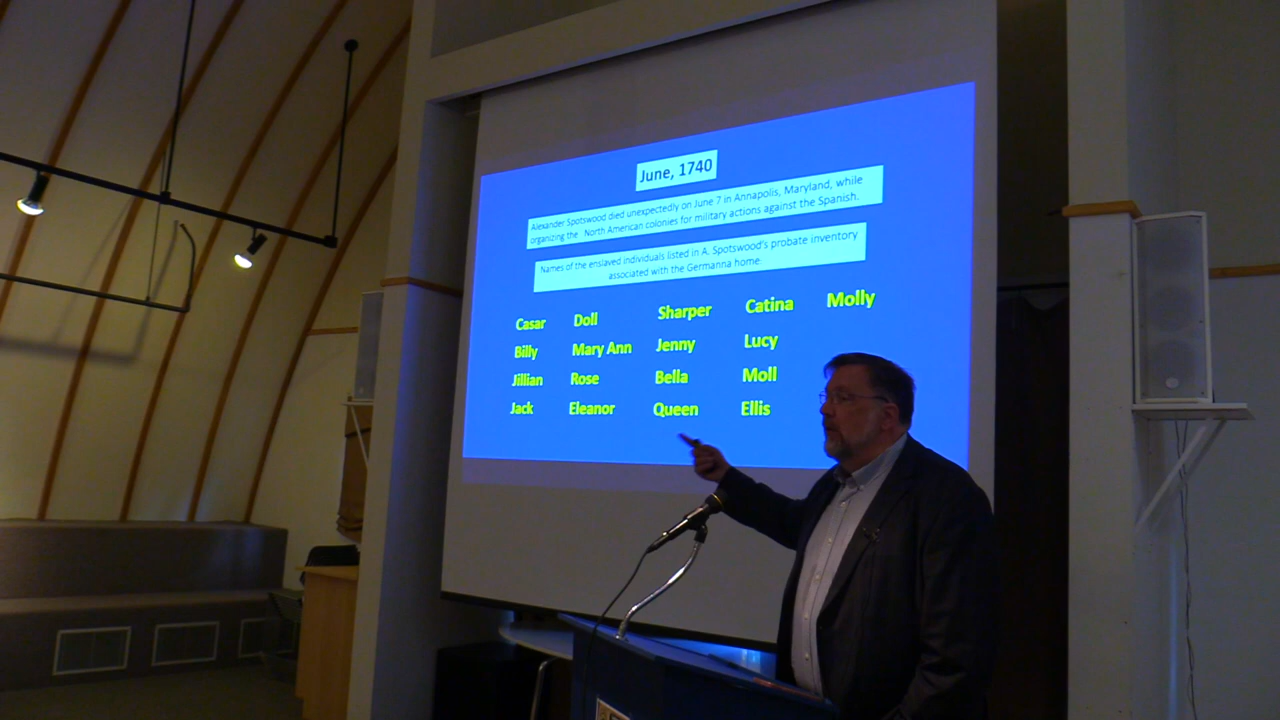 June, 1740
Alexander Spotswood died unexpectedly on June 7 in Annapolis, Maryland, while
organizing the North American colonies for military actions against the Spanish.
Names of the enslaved individuals listed in A. Spotswood's probate inventory
associated with the Germanna home.
Casar Doll Sharper Catina Molly
Billy Mary Ann Jenny Lucy
Jillian Rose Bella Moll
Jack Eleanor Queen Ellis